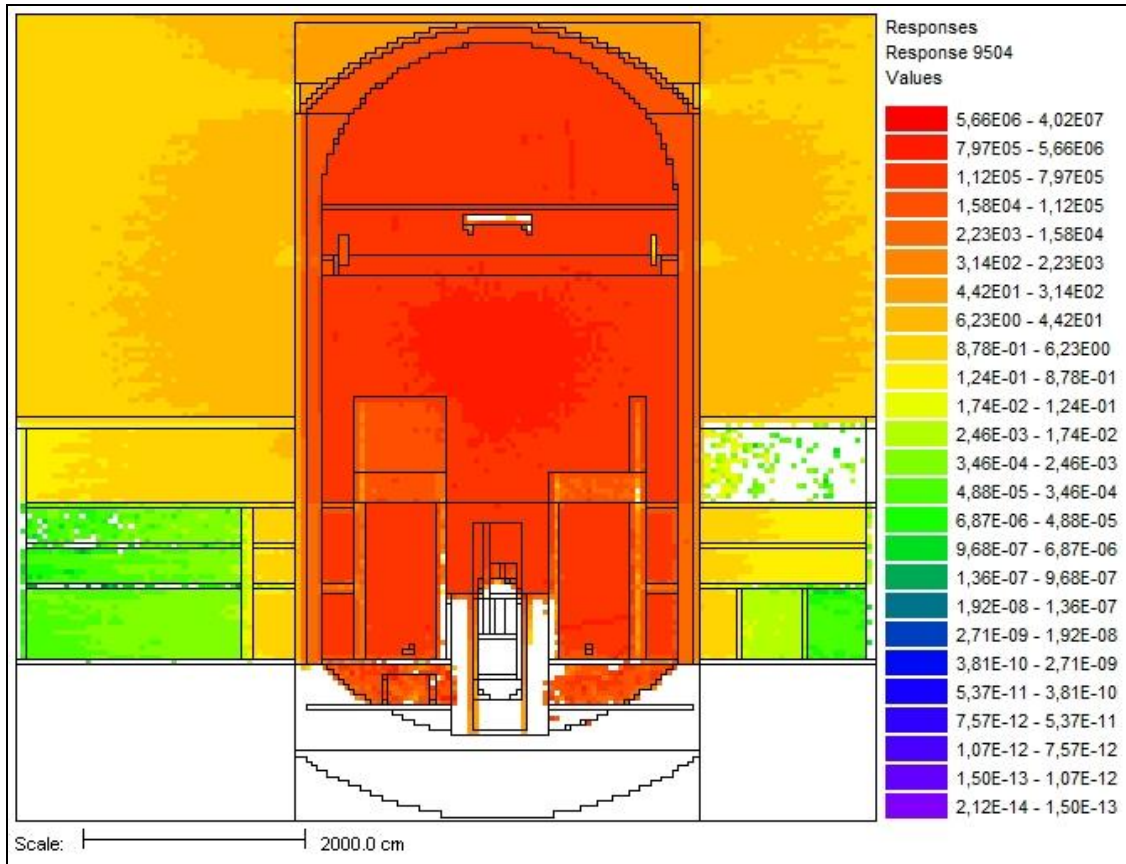 Responses
Response 9504
Values
5,66E06 - 4,02E07
7,97E05 - 5,66E06
1,12E05 - 7,97E05
1,58E04 - 1,12E05
2,23E03 - 1,58E04
3,14E02 - 2,23E03
4,42E01 - 3,14E02
6,23E00 - 4,42E01
8,78E-01 - 6,23E00
1,24E-01 - 8,78E-01
1,74E-02 - 1,24E-01
2,46E-03 - 1,74E-02
3,46E-04 - 2,46E-03
4,88E-05 - 3,46E-04
6,87E-06 - 4,88E-05
9,68E-07 - 6,87E-06
1,36E-07 - 9,68E-07
1,92E-08 - 1,36E-07
2,71E-09 - 1,92E-08
3,81E-10 - 2,71E-09
5,37E-11 - 3,81E-10
7,57E-12 - 5,37E-11
1,07E-12 - 7,57E-12
1,50E-13 - 1,07E-12
2,12E-14 - 1,50E-13
Scale: 2000.0 cm